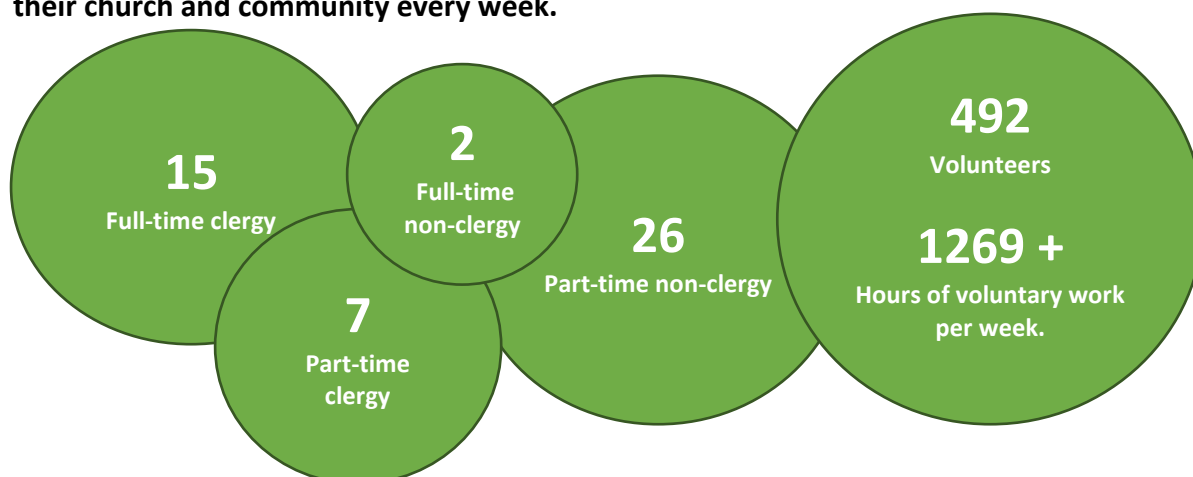 their church and community every week.
15
Full-time clergy
2
Full-time
non-clergy
7
Part-time
clergy
26
Part-time non-clergy
492
Volunteers
1269 +
Hours of voluntary work
per week.